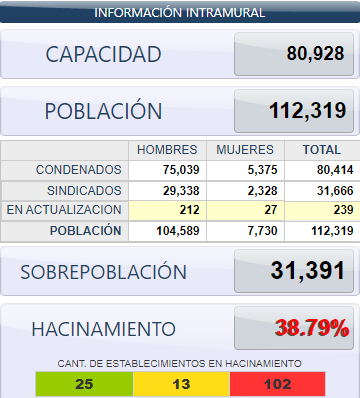 INFORMACIÓN INTRAMURAL
CAPACIDAD 80,928
POBLACIÓN 112,319
HOMBRES MUJERES TOTAL
CONDENADOS 75,039 5,375 80,414
SINDICADOS 29,338 2,328 31,666
EN ACTUALIZACION 212 27 239
POBLACIÓN 104,589 7,730 112,319
SOBREPOBLACIÓN 31,391
HACINAMIENTO 38.79%
CANT. DE ESTABLECIMIENTOS EN HACINAMIENTO
25 13 102